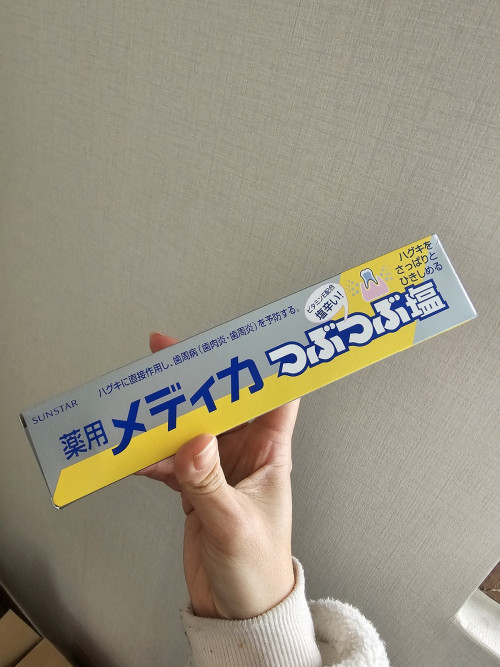 SUNSTAR
ハグキに直接作用し、歯周病(歯肉炎・歯周炎)を予防する。
薬用メディカ つぶつぶ塩
ビタミンE配合
塩辛い!
ハグキを
さっぱりと
ひきしめる